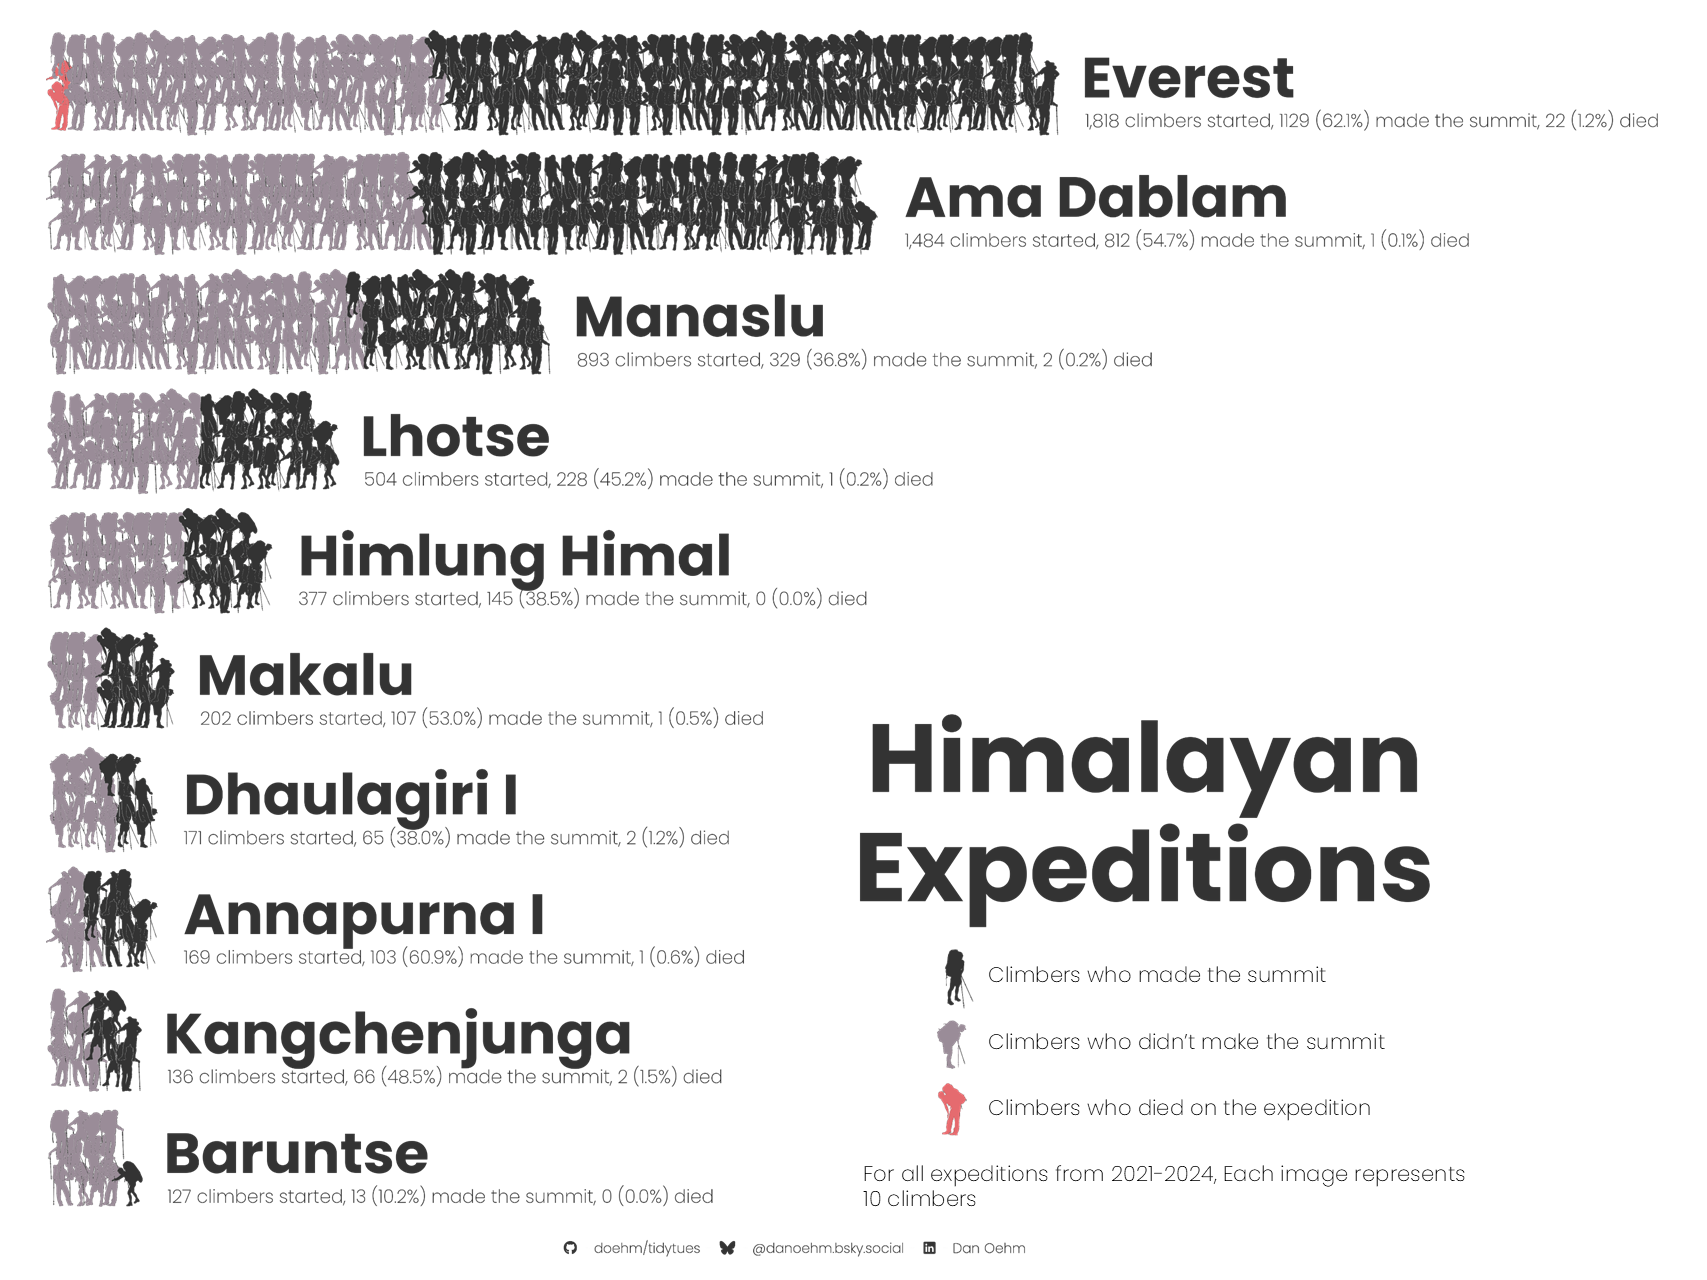 Everest
1,818 climbers started, 1129 (62.1%) made the summit, 22 (1.2%) died
Ama Dablam
1,484 climbers started, 812 (54.7%) made the summit, 1 (0.1%) died
Manaslu
893 climbers started, 329 (36.8%) made the summit, 2 (0.2%) died
Lhotse
504 climbers started, 228 (45.2%) made the summit, 1 (0.2%) died
Himlung Himal
377 climbers started, 145 (38.5%) made the summit, 0 (0.0%) died
Makalu
202 climbers started, 107 (53.0%) made the summit, 1 (0.5%) died
Dhaulagiri I
171 climbers started, 65 (38.0%) made the summit, 2 (1.2%) died
Annapurna I
169 climbers started, 103 (60.9%) made the summit, 1 (0.6%) died
Kangchenjunga
136 climbers started, 66 (48.5%) made the summit, 2 (1.5%) died
Baruntse
127 climbers started, 13 (10.2%) made the summit, 0 (0.0%) died
Himalayan
Expeditions
Climbers who made the summit
Climbers who didn't make the summit
Climbers who died on the expedition
For all expeditions from 2021-2024, Each image represents
10 climbers
doehm/tidytues @danoehm.bsky.social Dan Oehm